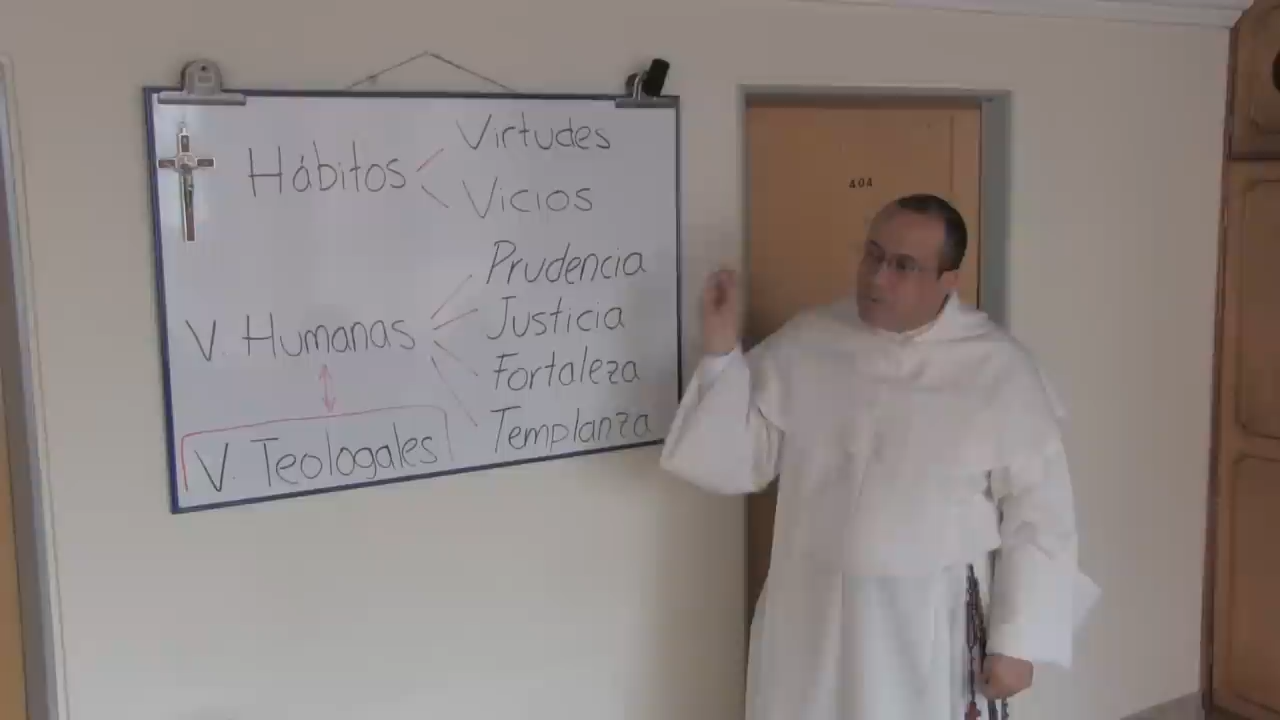 Hábitos
Virtudes
Vicios
V. Humanas
Prudencia
Justicia
Fortaleza
Templanza
V. Teologales
404